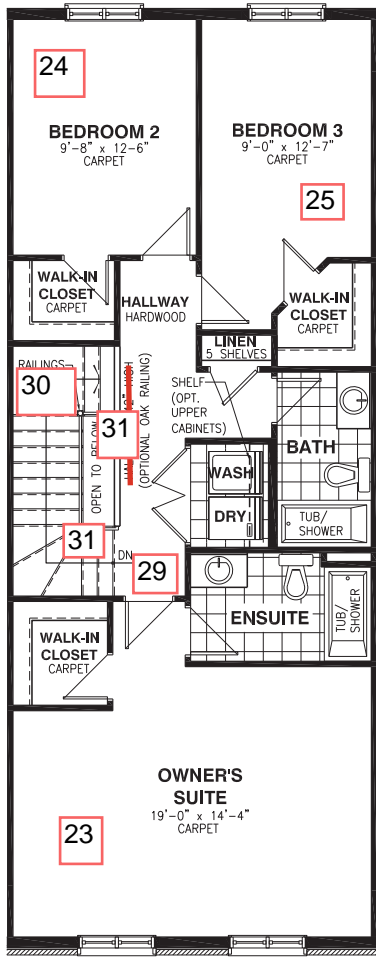 24
BEDROOM 2
9'-8" x 12-6"
CARPET
BEDROOM 3
9'-0" x 12'-7"
CARPET
25
WALK-IN
CLOSET
CARPET
HALLWAY
HARDWOOD
WALK-IN
CLOSET
CARPET
LINEN
5 SHELVES
RAILINGS
30
31
HIGH
(OPTIONAL OAK RAILING)
OPEN TO BELOW
SHELF
(OPT.
UPPER
CABINETS)
WASH
DRY
BATH
TUB/
SHOWER
31
DN
29
ENSUITE
TUB/
SHOWER
WALK-IN
CLOSET
CARPET
OWNER'S
SUITE
19'-0" x 14'-4"
CARPET
23